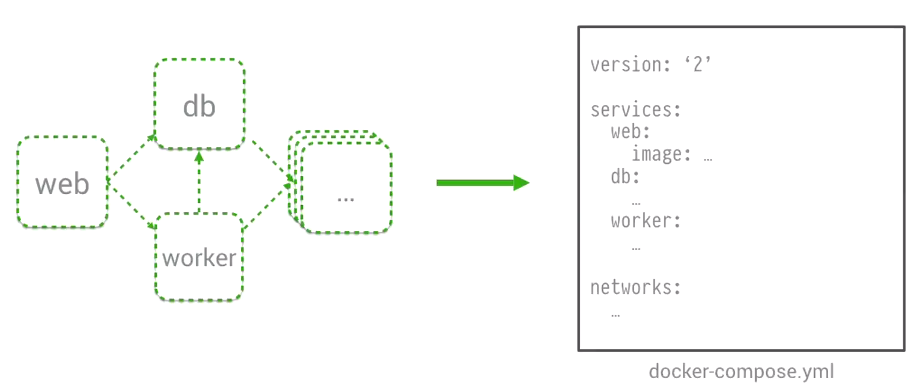 db
web
...
worker
version: ‘2’
services:
web:
image: …
db:
…
worker:
…
networks:
…
docker-compose.yml